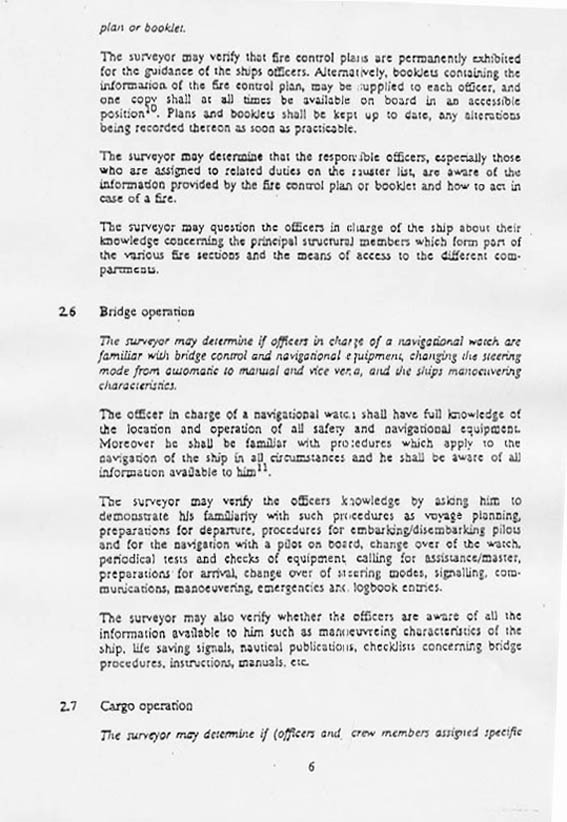 plan or booklet.
The surveyor may verify that fire control plans are permanently exhibited
for the guidance of the ships officers. Alternatively, booklets containing the
information of the fire control plan, may be supplied to each officer, and
one copy shall at all times be available on board in an accessible
position10. Plans and booklets shall be kept up to date, any alterations
being recorded thereon as soon as practicable.
The surveyor may determine that the responsible officers, especially those
who are assigned to related duties on the muster list, are aware of the
information provided by the fire control plan or booklet and how to act in
case of a fire.
The surveyor may question the officers in charge of the ship about their
knowledge concerning the principal structural members which form part of
the various fire sections and the means of access to the different com-
partments.
2.6 Bridge operation
The surveyor may determine if officers in charge of a navigational watch are
familiar with bridge control and navigational equipment, changing the steering
mode from automatic to manual and vice versa, and the ships manoeuvering
characteristics.
The officer in charge of a navigational watch shall have full knowledge of
the location and operation of all safety and navigational equipment.
Moreover he shall be familiar with procedures which apply to the
navigation of the ship in all circumstances and he shall be aware of all
information available to him11.
The surveyor may verify the officers knowledge by asking him to
demonstrate his familiarity with such procedures as voyage planning,
preparations for departure, procedures for embarking/disembarking pilots
and for the navigation with a pilot on board, change over of the watch,
periodical tests and checks of equipment, calling for assistance/master,
preparations for arrival, change over of steering modes, signalling, com-
munications, manoeuvering, emergencies and logbook entries.
The surveyor may also verify whether the officers are aware of all the
information available to him such as manoeuvreing characteristics of the
ship, life saving signals, nautical publications, checklists concerning bridge
procedures, instructions, manuals, etc.
2.7 Cargo operation
The surveyor may determine if (officers and crew members assigned specific
6